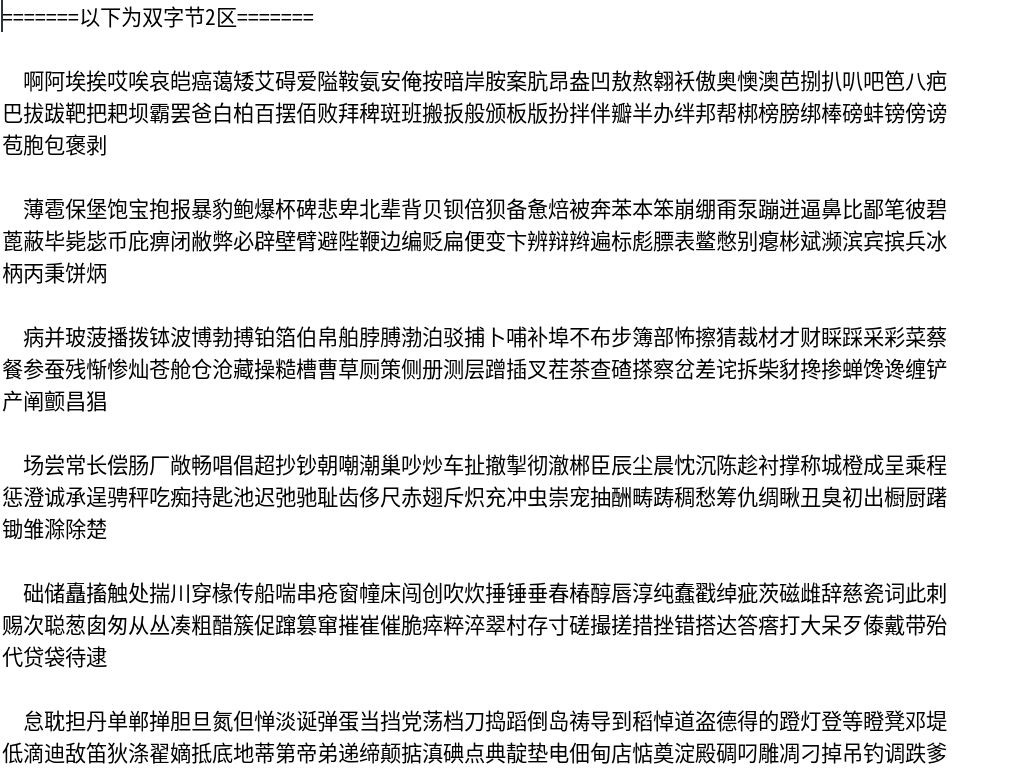 =======以下为双字节2区=======
啊阿埃挨哎唉哀皑癌蔼矮艾碍爱隘鞍氨安俺按暗岸胺案肮昂盎凹敖熬翱袄傲奥懊澳芭捌扒叭吧笆八疤
巴拔跋靶把耙坝霸罢爸白柏百摆佰败拜稗斑班搬扳般颁板版扮拌伴瓣半办绊邦帮梆榜膀绑棒磅蚌镑傍谤
苞胞包褒剥
薄雹保堡饱宝抱报暴豹鲍爆杯碑悲卑北辈背贝钡倍狈备惫焙被奔苯本笨崩绷甭泵蹦迸逼鼻比鄙笔彼碧
蓖蔽毕毙毖币庇痹闭敝弊必辟壁臂避陛鞭边编贬扁便变卞辨辩辫遍标彪膘表鳖憋别瘪彬斌濒滨宾摈兵冰
柄丙秉饼炳
病并玻菠播拨钵波博勃搏铂箔伯帛舶脖膊渤泊驳捕卜哺补埠不布步簿部怖擦猜裁材才财睬踩采彩菜蔡
餐参蚕残惭惨灿苍舱仓沧藏操糙槽曹草厕策侧册测层蹭插叉茬茶查碴搽察岔差诧拆柴豺搀掺蝉馋谗缠铲
产阐颤昌猖
场尝常长偿肠厂敞畅唱倡超抄钞朝嘲潮巢吵炒车扯撤掣彻澈郴臣辰尘晨忱沉陈趁衬撑称城橙成呈乘程
惩澄诚承逞骋秤吃痴持匙池迟弛驰耻齿侈尺赤翅斥炽充冲虫崇宠抽酬畴踌稠愁筹仇绸瞅丑臭初出橱厨躇
锄雏滁除楚
础储矗搐触处揣川穿椽传船喘串疮窗幢床闯创吹炊捶锤垂春椿醇唇淳纯蠢戳绰疵茨磁雌辞慈瓷词此刺
赐次聪葱囱匆从丛凑粗醋簇促蹿篡窜摧崔催脆瘁粹淬翠村存寸磋撮搓措挫错搭达答瘩打大呆歹傣戴带殆
代贷袋待逮
怠耽担丹单郸掸胆旦氮但惮淡诞弹蛋当挡党荡档刀捣蹈倒岛祷导到稻悼道盗德得的蹬灯登等瞪凳邓堤
低滴迪敌笛狄涤翟嫡抵底地蒂第帝弟递缔颠掂滇碘点典靛垫电佃甸店惦奠淀殿碉叼雕凋刁掉吊钓调跌爹